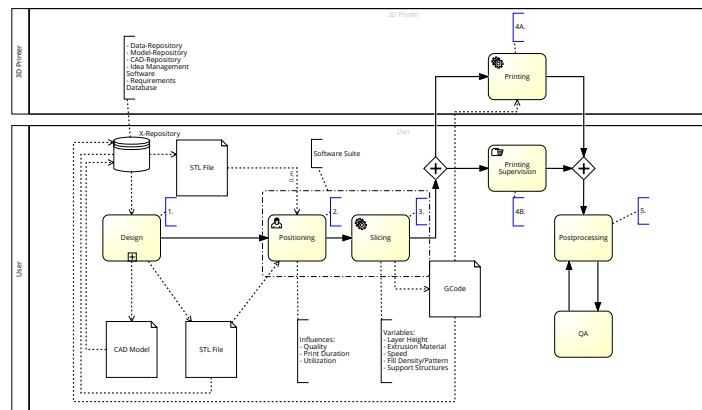 3D Printer
4A.
3D Printer
- Data-Repository
- Model-Repository
- CAD-Repository
- Idea Management
Software
- Requirements
Database
Printing
User
X-Repository
User
STL File
Software Suite
o.m.
Printing
Supervision
1.
2.
3.
4B.
5.
Design
Positioning
Slicing
Postprocessing
GCode
CAD Model
STL File
Influences:
- Quality
- Print Duration
- Utilization
Variables:
- Layer Height
- Extrusion Material
- Speed
- Fill Density/Pattern
- Support Structures
QA